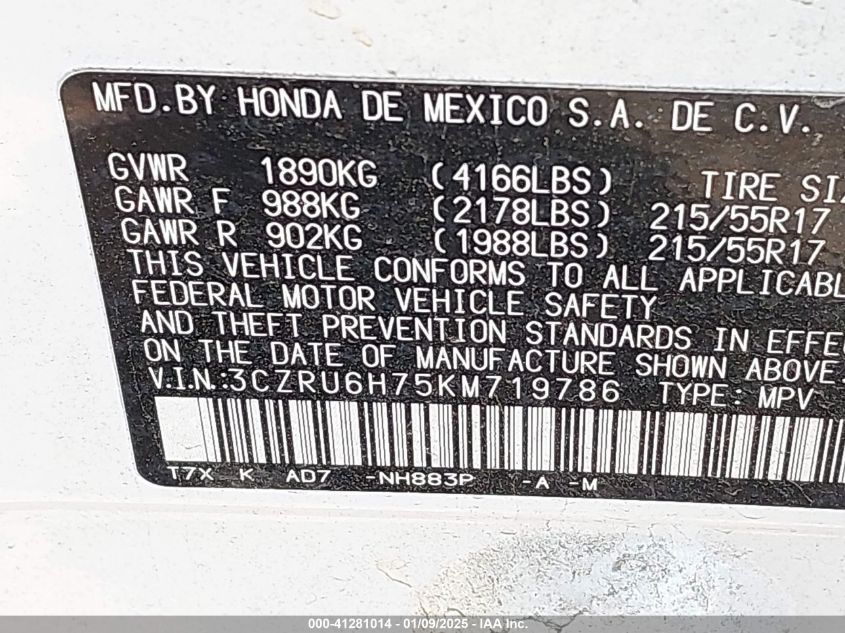 MFD.BY HONDA DE MEXICO S.A. DE C.V.
GVWR 1890KG (4166LBS) TIRE SIZ
GAWR F 988KG (2178LBS) 215/55R17
GAWR R 902KG (1988LBS) 215/55R17
THIS VEHICLE CONFORMS TO ALL APPLICABL
FEDERAL MOTOR VEHICLE SAFETY
AND THEFT PREVENTION STANDARDS IN EFFEC
ON THE DATE OF MANUFACTURE SHOWN ABOVE.
V.I.N.:3CZRU6H75KM719786 TYPE: MPV
T7X K AD7 -NH883P -A -M
000-41281014 — 01/09/2025 — IAA Inc.